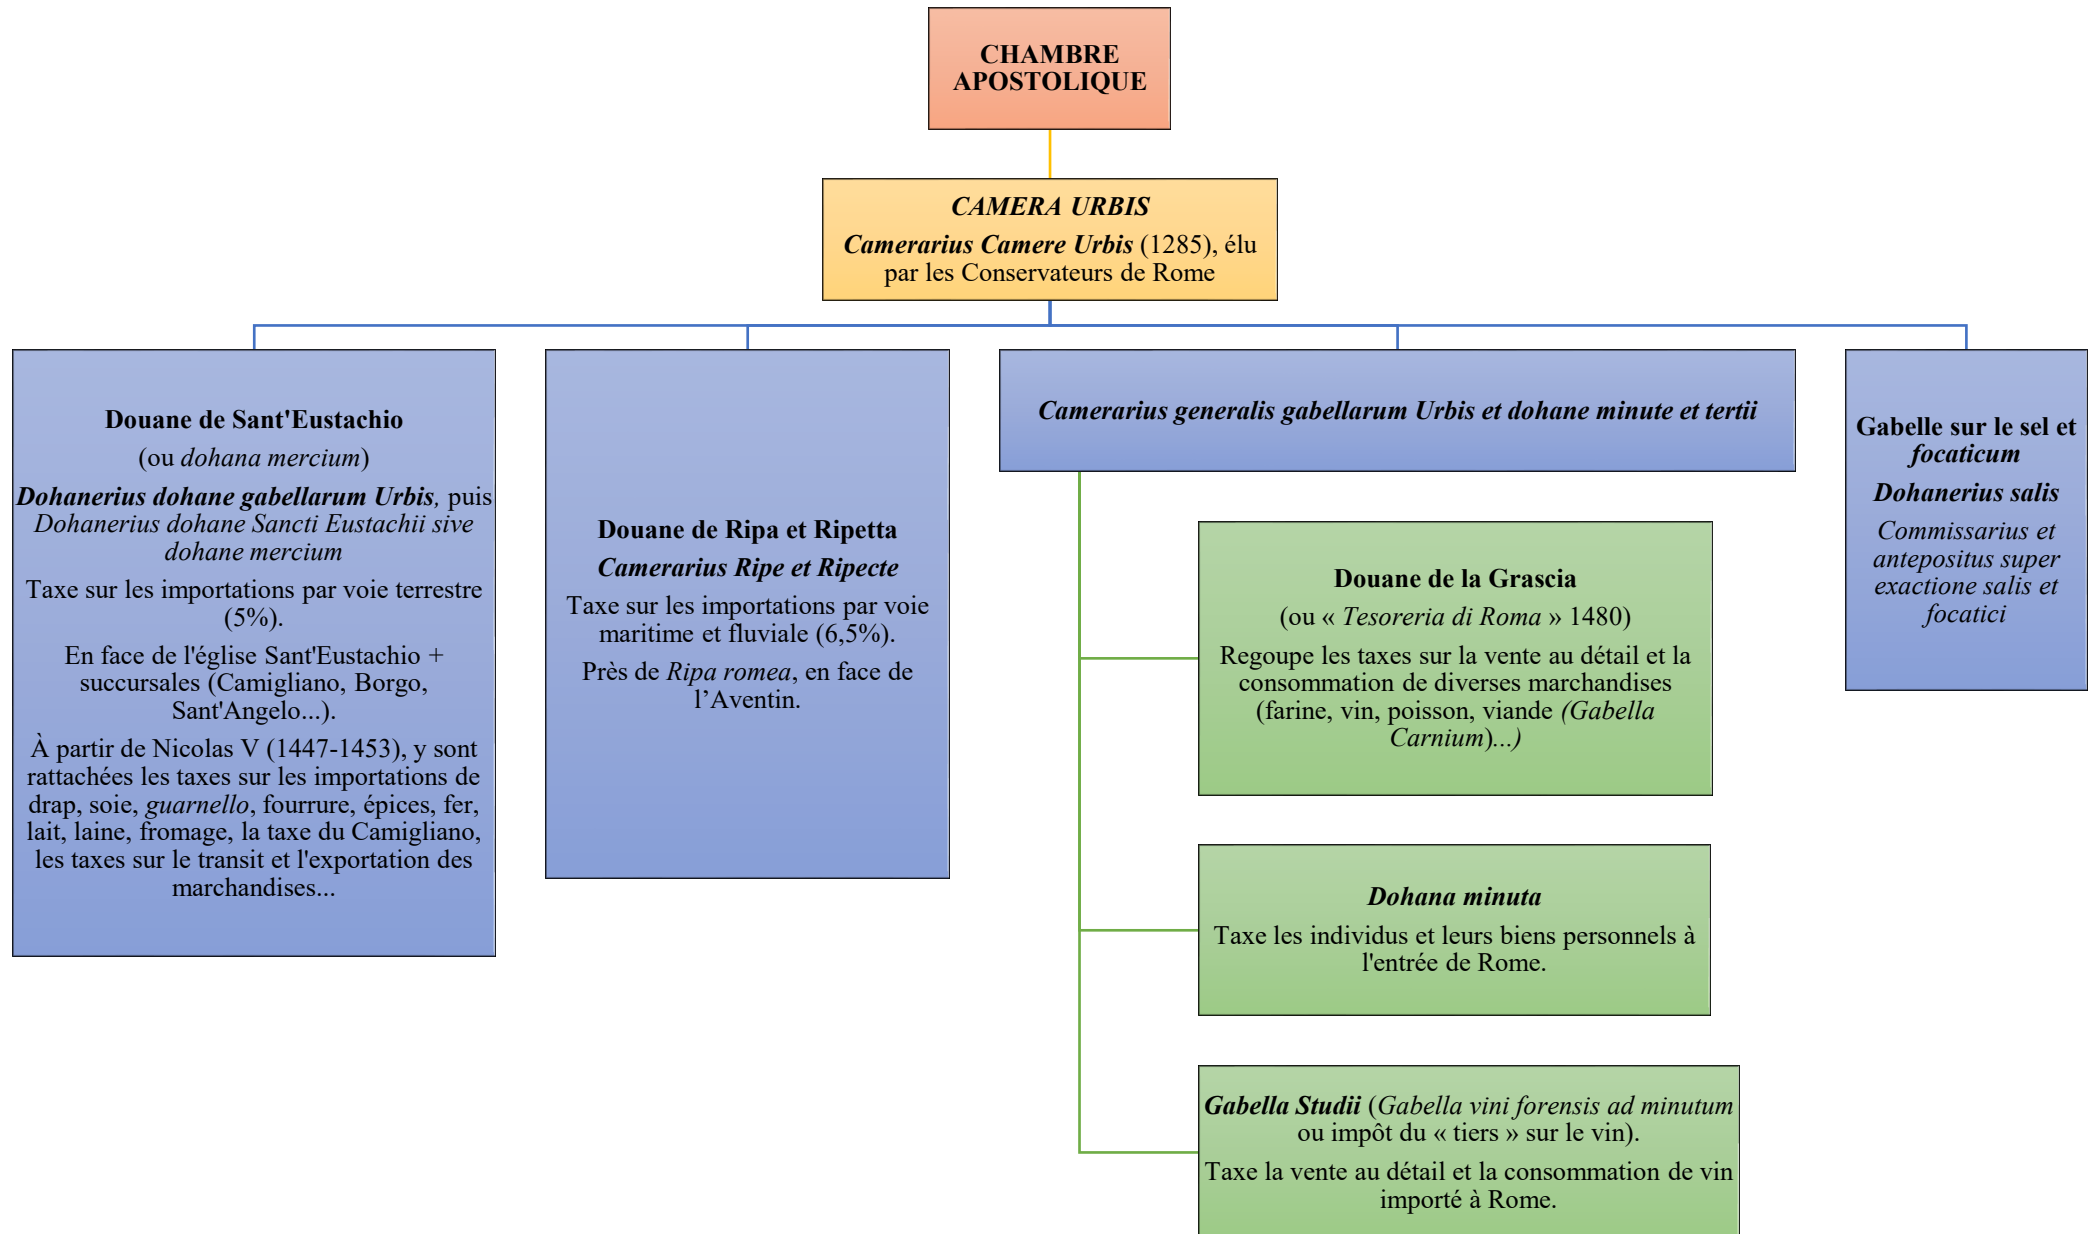 CHAMBRE
APOSTOLIQUE
CAMERA URBIS
Camerarius Camere Urbis (1285), élu
par les Conservateurs de Rome
Douane de Sant'Eustachio
(ou dohana mercium)
Dohanerius dohane gabellarum Urbis, puis
Dohanerius dohane Sancti Eustachii sive
dohane mercium
Taxe sur les importations par voie terrestre
(5%).
En face de l'église Sant'Eustachio +
succursales (Camigliano, Borgo,
Sant'Angelo...).
À partir de Nicolas V (1447-1453), y sont
rattachées les taxes sur les importations de
drap, soie, guarnello, fourrure, épices, fer,
lait, laine, fromage, la taxe du Camigliano,
les taxes sur le transit et l'exportation des
marchandises...
Douane de Ripa et Ripetta
Camerarius Ripe et Ripecte
Taxe sur les importations par voie
maritime et fluviale (6,5%).
Près de Ripa romea, en face de
l’Aventin.
Camerarius generalis gabellarum Urbis et dohane minute et tertii
Douane de la Grascia
(ou « Tesoreria di Roma » 1480)
Regoupe les taxes sur la vente au détail et la
consommation de diverses marchandises
(farine, vin, poisson, viande (Gabella
Carnium)...)
Dohana minuta
Taxe les individus et leurs biens personnels à
l'entrée de Rome.
Gabella Studii (Gabella vini forensis ad minutum
ou impôt du « tiers » sur le vin).
Taxe la vente au détail et la consommation de vin
importé à Rome.
Gabelle sur le sel et
focaticum
Dohanerius salis
Commissarius et
antepositus super
exactione salis et
focatici